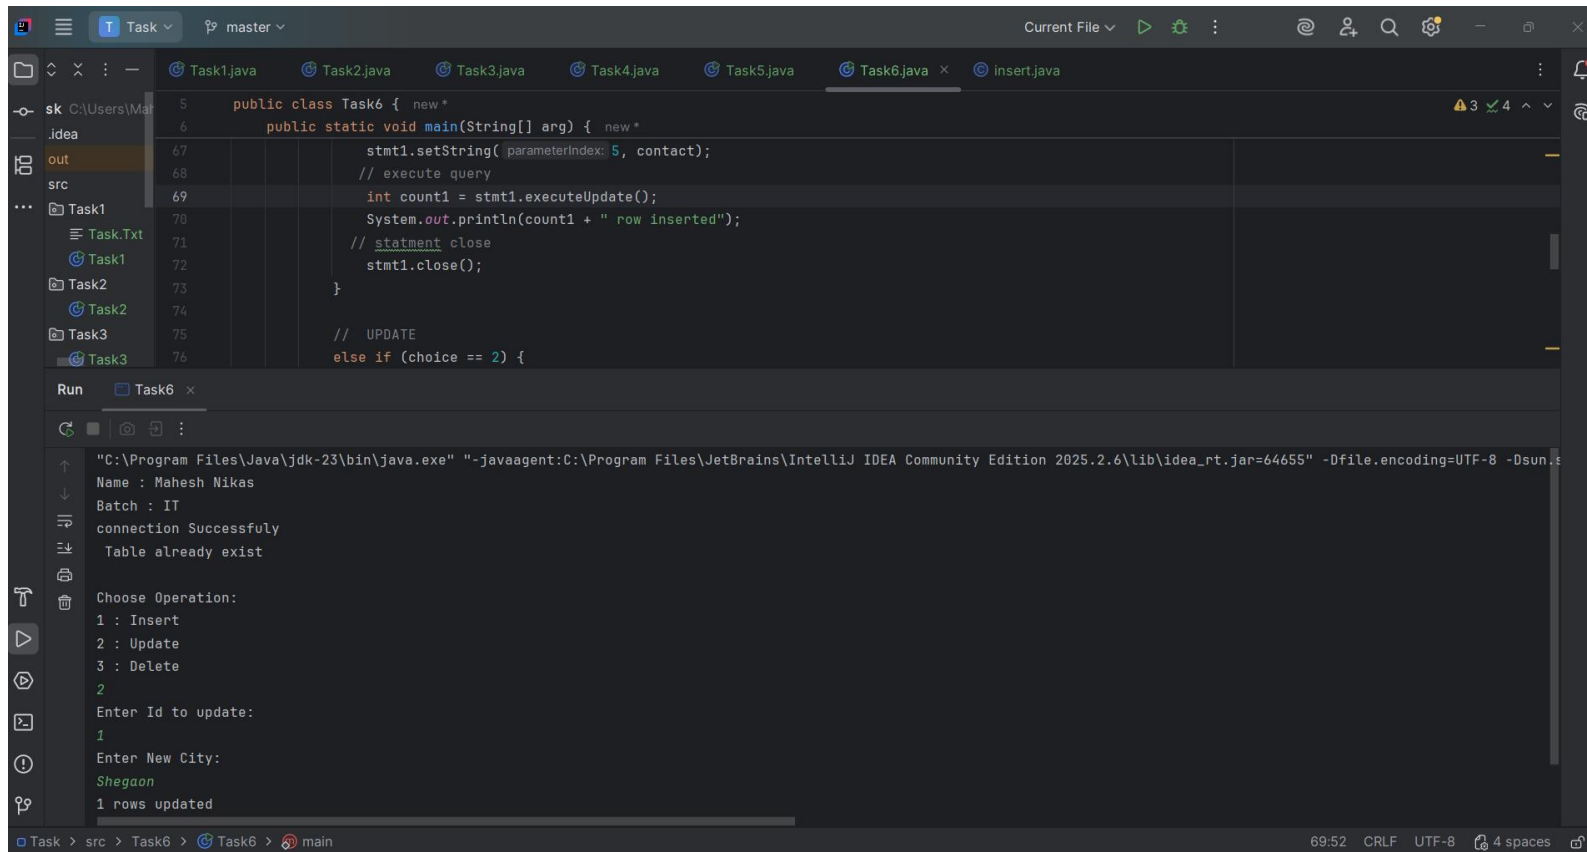 T Task master Current File
Task1.java Task2.java Task3.java Task4.java Task5.java Task6.java insert.java
sk C:\Users\Mah
.idea
out
src
Task1
Task.Txt
Task1
Task2
Task2
Task3
Task3
5 public class Task6 { new *
6 public static void main(String[] arg) { new *
3 4
67 stmt1.setString( parameterIndex: 5, contact);
68 // execute query
69 int count1 = stmt1.executeUpdate();
70 System.out.println(count1 + " row inserted");
71 // statment close
72 stmt1.close();
73 }
74
75 // UPDATE
76 else if (choice == 2) {
Run Task6
"C:\Program Files\Java\jdk-23\bin\java.exe" "-javaagent:C:\Program Files\JetBrains\IntelliJ IDEA Community Edition 2025.2.6\lib\idea_rt.jar=64655" -Dfile.encoding=UTF-8 -Dsun.s
Name : Mahesh Nikas
Batch : IT
connection Successfuly
Table already exist
Choose Operation:
1 : Insert
2 : Update
3 : Delete
2
Enter Id to update:
1
Enter New City:
Shegaon
1 rows updated
Task > src > Task6 > Task6 > main 69:52 CRLF UTF-8 4 spaces